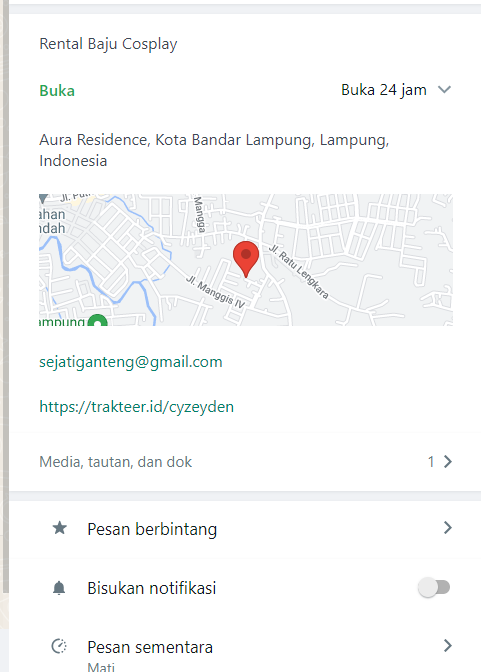 Rental Baju Cosplay
Buka
Buka 24 jam
Aura Residence, Kota Bandar Lampung, Lampung,
Indonesia
Jl.
ahan
ndah
Mangga
Jl. Ratu Lengkara
Jl. Manggis IV
ampung
sejatiganteng@gmail.com
https://trakteer.id/cyzeyden
Media, tautan, dan dok
1
Pesan berbintang
Bisukan notifikasi
Pesan sementara
Mati